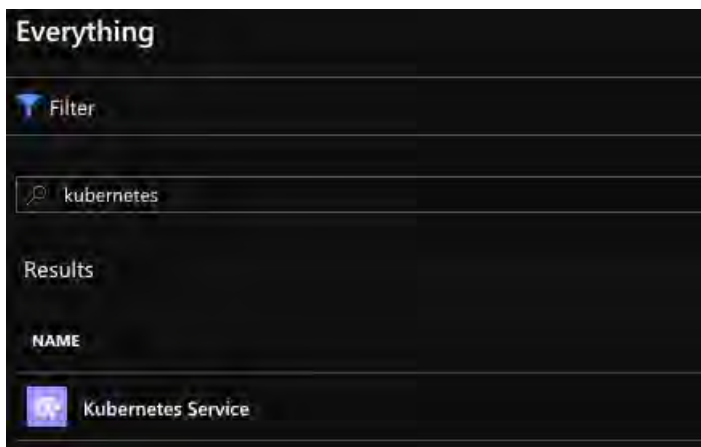 Everything
Filter
kubernetes
Results
NAME
Kubernetes Service